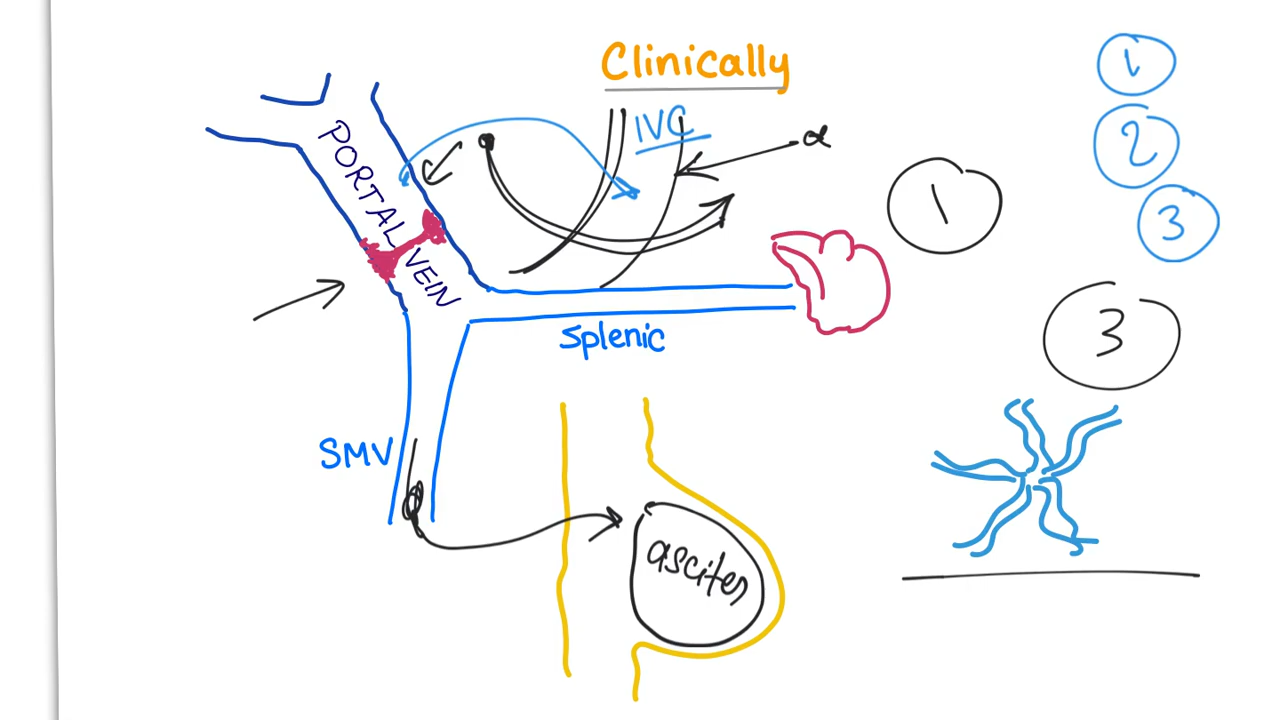 Clinically
IVC
α
PORTAL
VEIN
1
1
2
3
Splenic
3
SMV
ascites